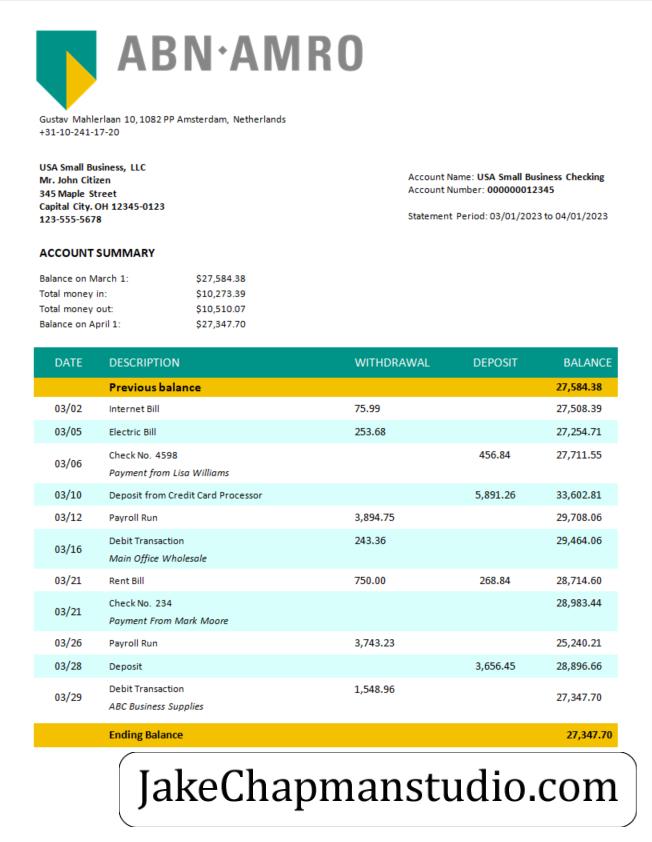 ABN·AMRO
Gustav Mahlerlaan 10, 1082 PP Amsterdam, Netherlands
+31-10-241-17-20
USA Small Business, LLC
Mr. John Citizen
345 Maple Street
Capital City. OH 12345-0123
123-555-5678
Account Name: USA Small Business Checking
Account Number: 000000012345
Statement Period: 03/01/2023 to 04/01/2023
ACCOUNT SUMMARY
Balance on March 1: $27,584.38
Total money in: $10,273.39
Total money out: $10,510.07
Balance on April 1: $27,347.70
DATE DESCRIPTION WITHDRAWAL DEPOSIT BALANCE
Previous balance 27,584.38
03/02 Internet Bill 75.99 27,508.39
03/05 Electric Bill 253.68 27,254.71
03/06 Check No. 4598 456.84 27,711.55
Payment from Lisa Williams
03/10 Deposit from Credit Card Processor 5,891.26 33,602.81
03/12 Payroll Run 3,894.75 29,708.06
03/16 Debit Transaction 243.36 29,464.06
Main Office Wholesale
03/21 Rent Bill 750.00 268.84 28,714.60
03/21 Check No. 234 28,983.44
Payment From Mark Moore
03/26 Payroll Run 3,743.23 25,240.21
03/28 Deposit 3,656.45 28,896.66
03/29 Debit Transaction 1,548.96 27,347.70
ABC Business Supplies
Ending Balance 27,347.70
JakeChapmanstudio.com